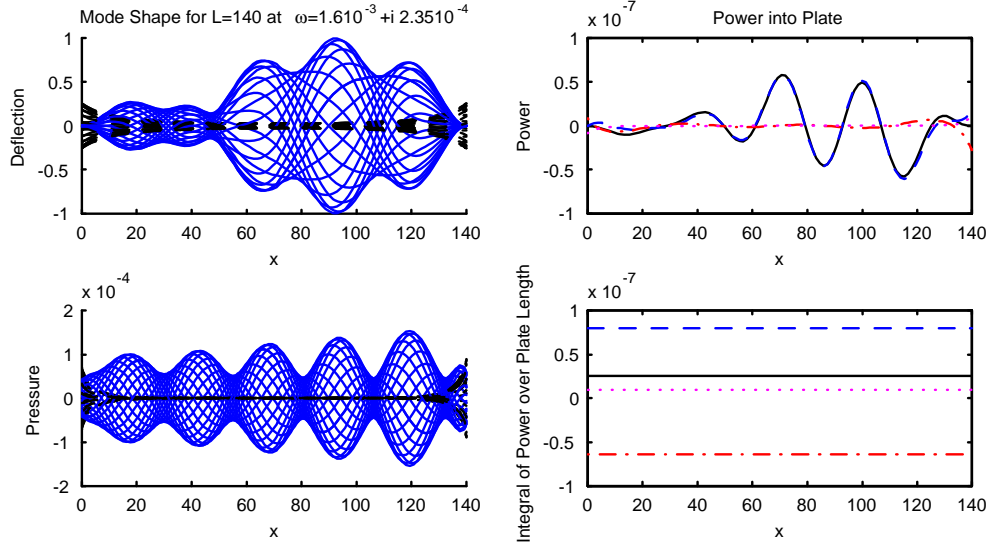 Mode Shape for L=140 at ω=1.610^-3 +i 2.3510^-4
1
0.5
0
-0.5
-1
Deflection
0 20 40 60 80 100 120 140
x
x 10^-7
Power into Plate
1
0.5
0
-0.5
-1
Power
0 20 40 60 80 100 120 140
x
x 10^-4
2
1
0
-1
-2
Pressure
0 20 40 60 80 100 120 140
x
x 10^-7
1
0.5
0
-0.5
-1
Integral of Power over Plate Length
0 20 40 60 80 100 120 140
x